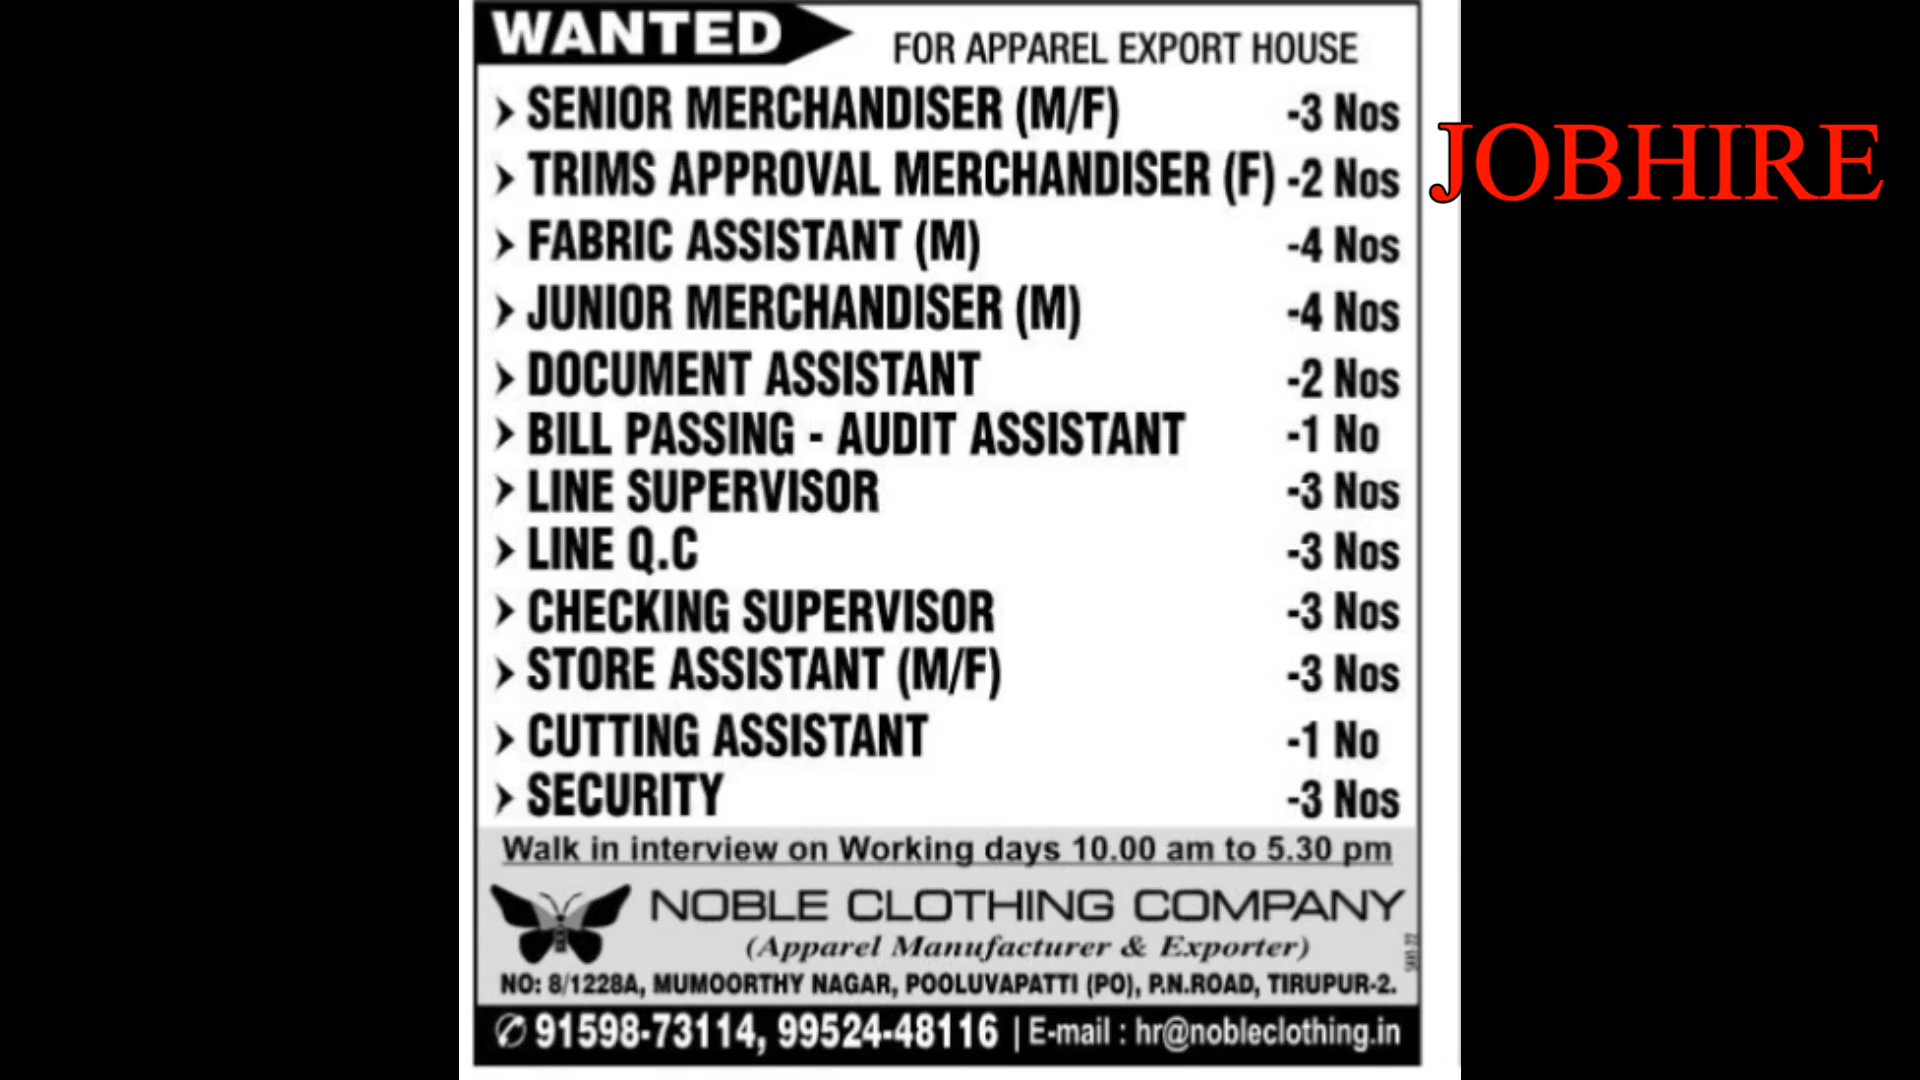 WANTED
FOR APPAREL EXPORT HOUSE
SENIOR MERCHANDISER (M/F) -3 Nos
TRIMS APPROVAL MERCHANDISER (F) -2 Nos
FABRIC ASSISTANT (M) -4 Nos
JUNIOR MERCHANDISER (M) -4 Nos
DOCUMENT ASSISTANT -2 Nos
BILL PASSING - AUDIT ASSISTANT -1 No
LINE SUPERVISOR -3 Nos
LINE Q.C -3 Nos
CHECKING SUPERVISOR -3 Nos
STORE ASSISTANT (M/F) -3 Nos
CUTTING ASSISTANT -1 No
SECURITY -3 Nos
Walk in interview on Working days 10.00 am to 5.30 pm
NOBLE CLOTHING COMPANY
(Apparel Manufacturer & Exporter)
NO: 8/1228A, MUMOORTHY NAGAR, POOLUVAPATTI (PO), P.N.ROAD, TIRUPUR-2.
✆ 91598-73114, 99524-48116 | E-mail : hr@nobleclothing.in
JOBHIRE